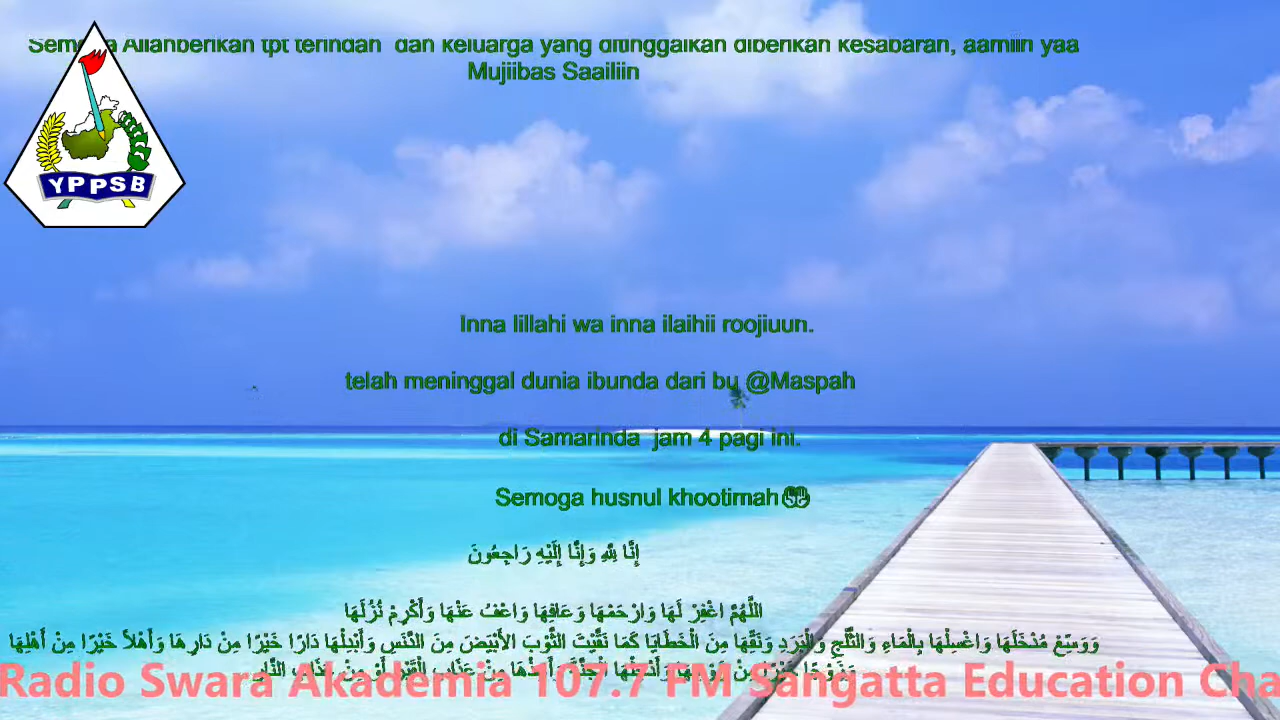 Allahberikan tpt terindah dan keluarga yang ditinggalkan diberikan kesabaran, aamiin yaa
Mujiibas Saailiin
YPPSB
Inna lillahi wa inna ilaihii roojiuun.
telah meninggal dunia ibunda dari bu @Maspah
di Samarinda jam 4 pagi ini.
Semoga husnul khootimah
إِنَّا لِلَّهِ وَإِنَّا إِلَيْهِ رَاجِعُونَ
اللَّهُمَّ اغْفِرْ لَهَا وَارْحَمْهَا وَعَافِهَا وَاعْفُ عَنْهَا وَأَكْرِمْ نُزُلَهَا
وَوَسِّعْ مُدْخَلَهَا وَاغْسِلْهَا بِالْمَاءِ وَالثَّلْجِ وَالْبَرَدِ وَنَقِّهَا مِنَ الْخَطَايَا كَمَا نَقَّيْتَ الثَّوْبَ الأَبْيَضَ مِنَ الدَّنَسِ وَأَبْدِلْهَا دَارًا خَيْرًا مِنْ دَارِهَا وَأَهْلاً خَيْرًا مِنْ أَهْلِهَا
Radio Swara Akademia 107.7 FM Sangatta Education